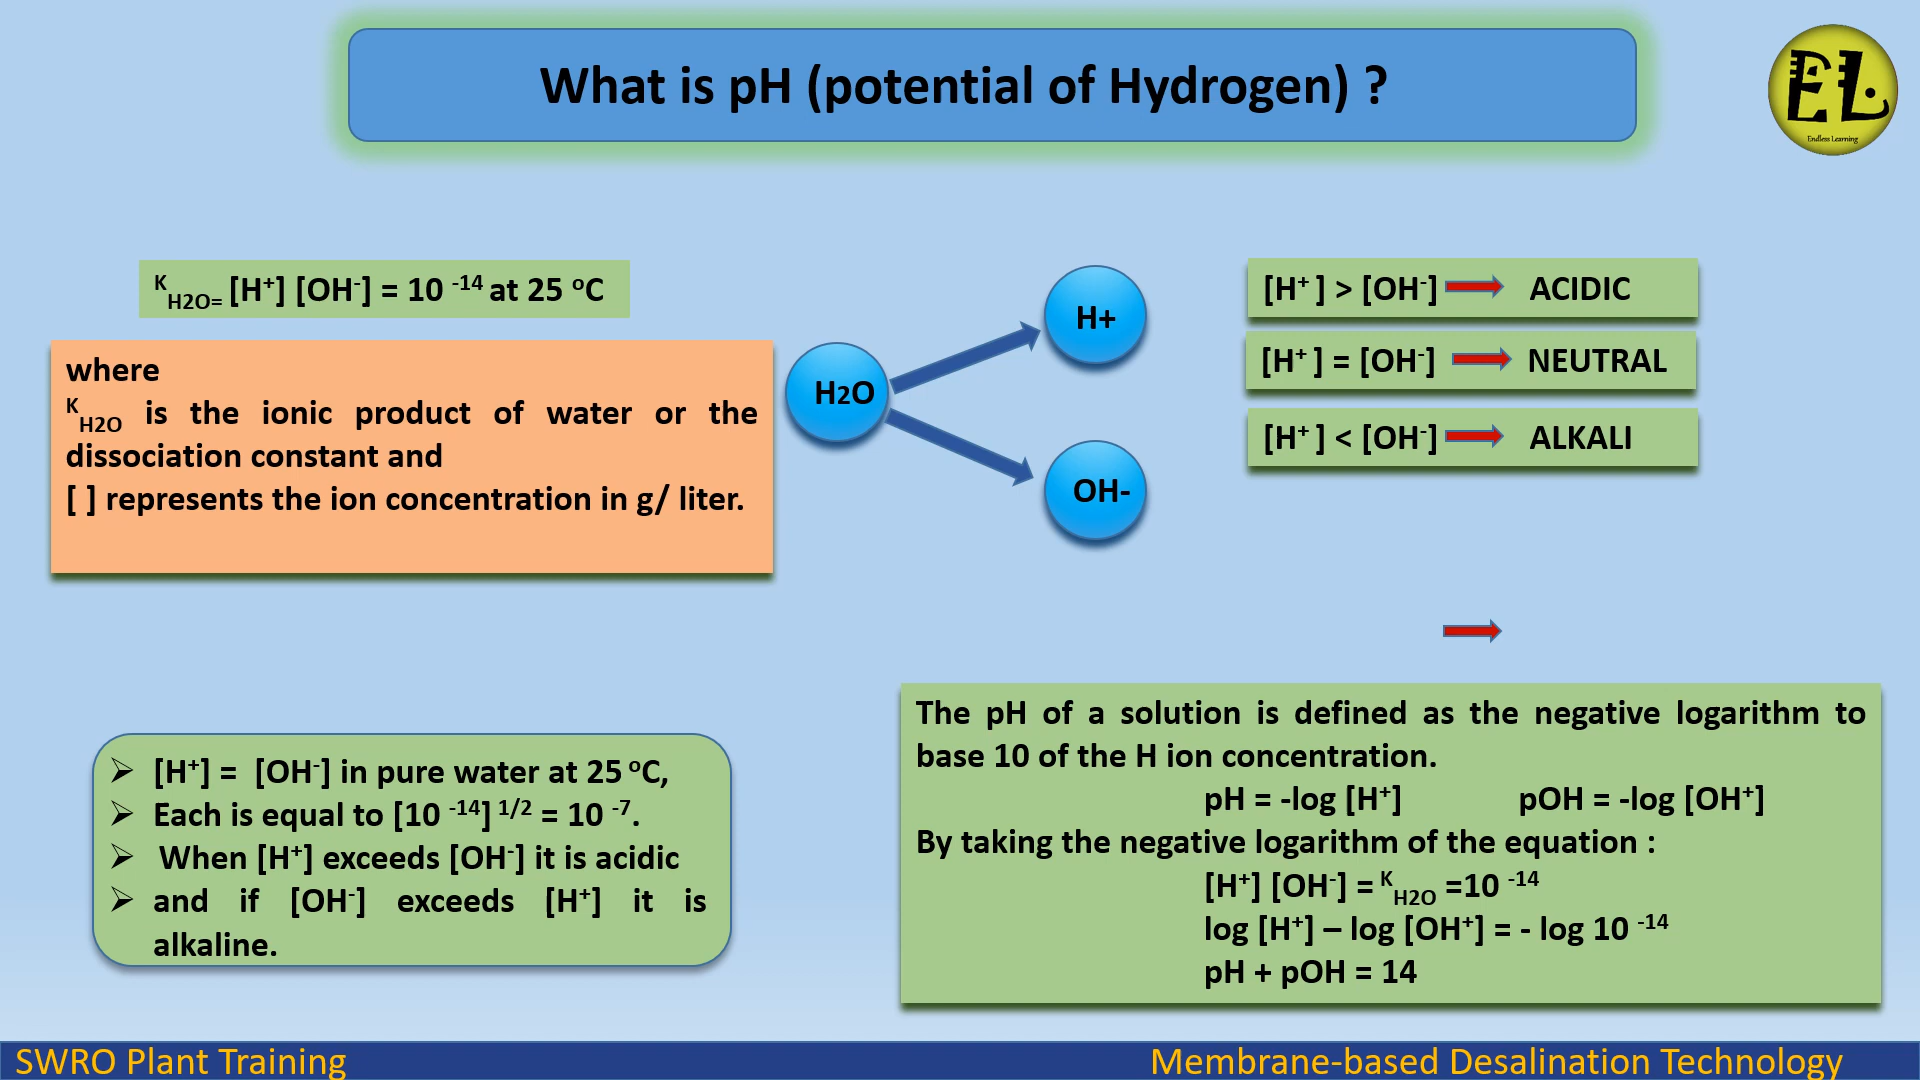 What is pH (potential of Hydrogen) ?
EL
Endless Learning
K H2O= [H+] [OH-] = 10 -14 at 25 oC
where
K H2O is the ionic product of water or the
dissociation constant and
[ ] represents the ion concentration in g/ liter.
H2O
H+
OH-
[H+ ] > [OH-] ACIDIC
[H+ ] = [OH-] NEUTRAL
[H+ ] < [OH-] ALKALI
➢ [H+] = [OH-] in pure water at 25 oC,
➢ Each is equal to [10 -14] 1/2 = 10 -7.
➢ When [H+] exceeds [OH-] it is acidic
➢ and if [OH-] exceeds [H+] it is
alkaline.
The pH of a solution is defined as the negative logarithm to
base 10 of the H ion concentration.
pH = -log [H+] pOH = -log [OH+]
By taking the negative logarithm of the equation :
[H+] [OH-] = K H2O =10 -14
log [H+] – log [OH+] = - log 10 -14
pH + pOH = 14
SWRO Plant Training
Membrane-based Desalination Technology